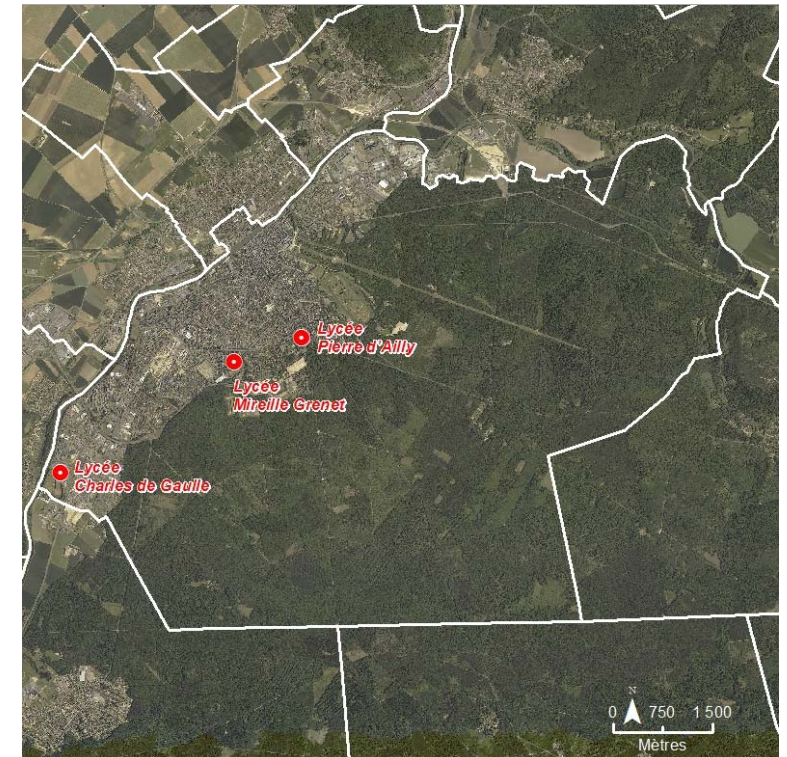 Lycée
Pierre d'Ailly
Lycée
Mireille Grenet
Lycée
Charles de Gaulle
N
0 750 1 500
Mètres